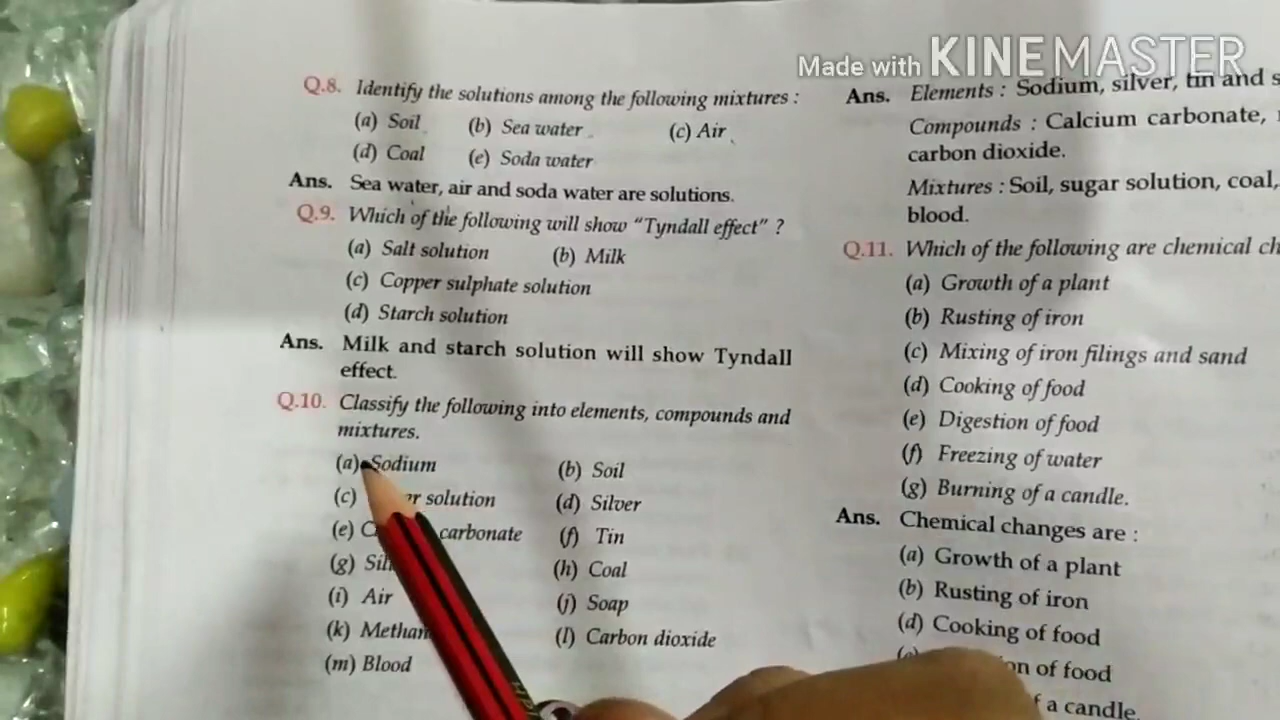 Made with KINEMASTER
Q.8. Identify the solutions among the following mixtures :
(a) Soil (b) Sea water (c) Air
(d) Coal (e) Soda water
Ans. Sea water, air and soda water are solutions.
Q.9. Which of the following will show “Tyndall effect” ?
(a) Salt solution (b) Milk
(c) Copper sulphate solution
(d) Starch solution
Ans. Milk and starch solution will show Tyndall
effect.
Q.10. Classify the following into elements, compounds and
mixtures.
(a) Sodium (b) Soil
(c) solution (d) Silver
(e) carbonate (f) Tin
(g) (h) Coal
(i) Air (j) Soap
(k) (l) Carbon dioxide
(m) Blood
Ans. Elements : Sodium, silver, tin and
Compounds : Calcium carbonate,
carbon dioxide.
Mixtures : Soil, sugar solution, coal,
blood.
Q.11. Which of the following are chemical
(a) Growth of a plant
(b) Rusting of iron
(c) Mixing of iron filings and sand
(d) Cooking of food
(e) Digestion of food
(f) Freezing of water
(g) Burning of a candle.
Ans. Chemical changes are :
(a) Growth of a plant
(b) Rusting of iron
(d) Cooking of food
of food
a candle.